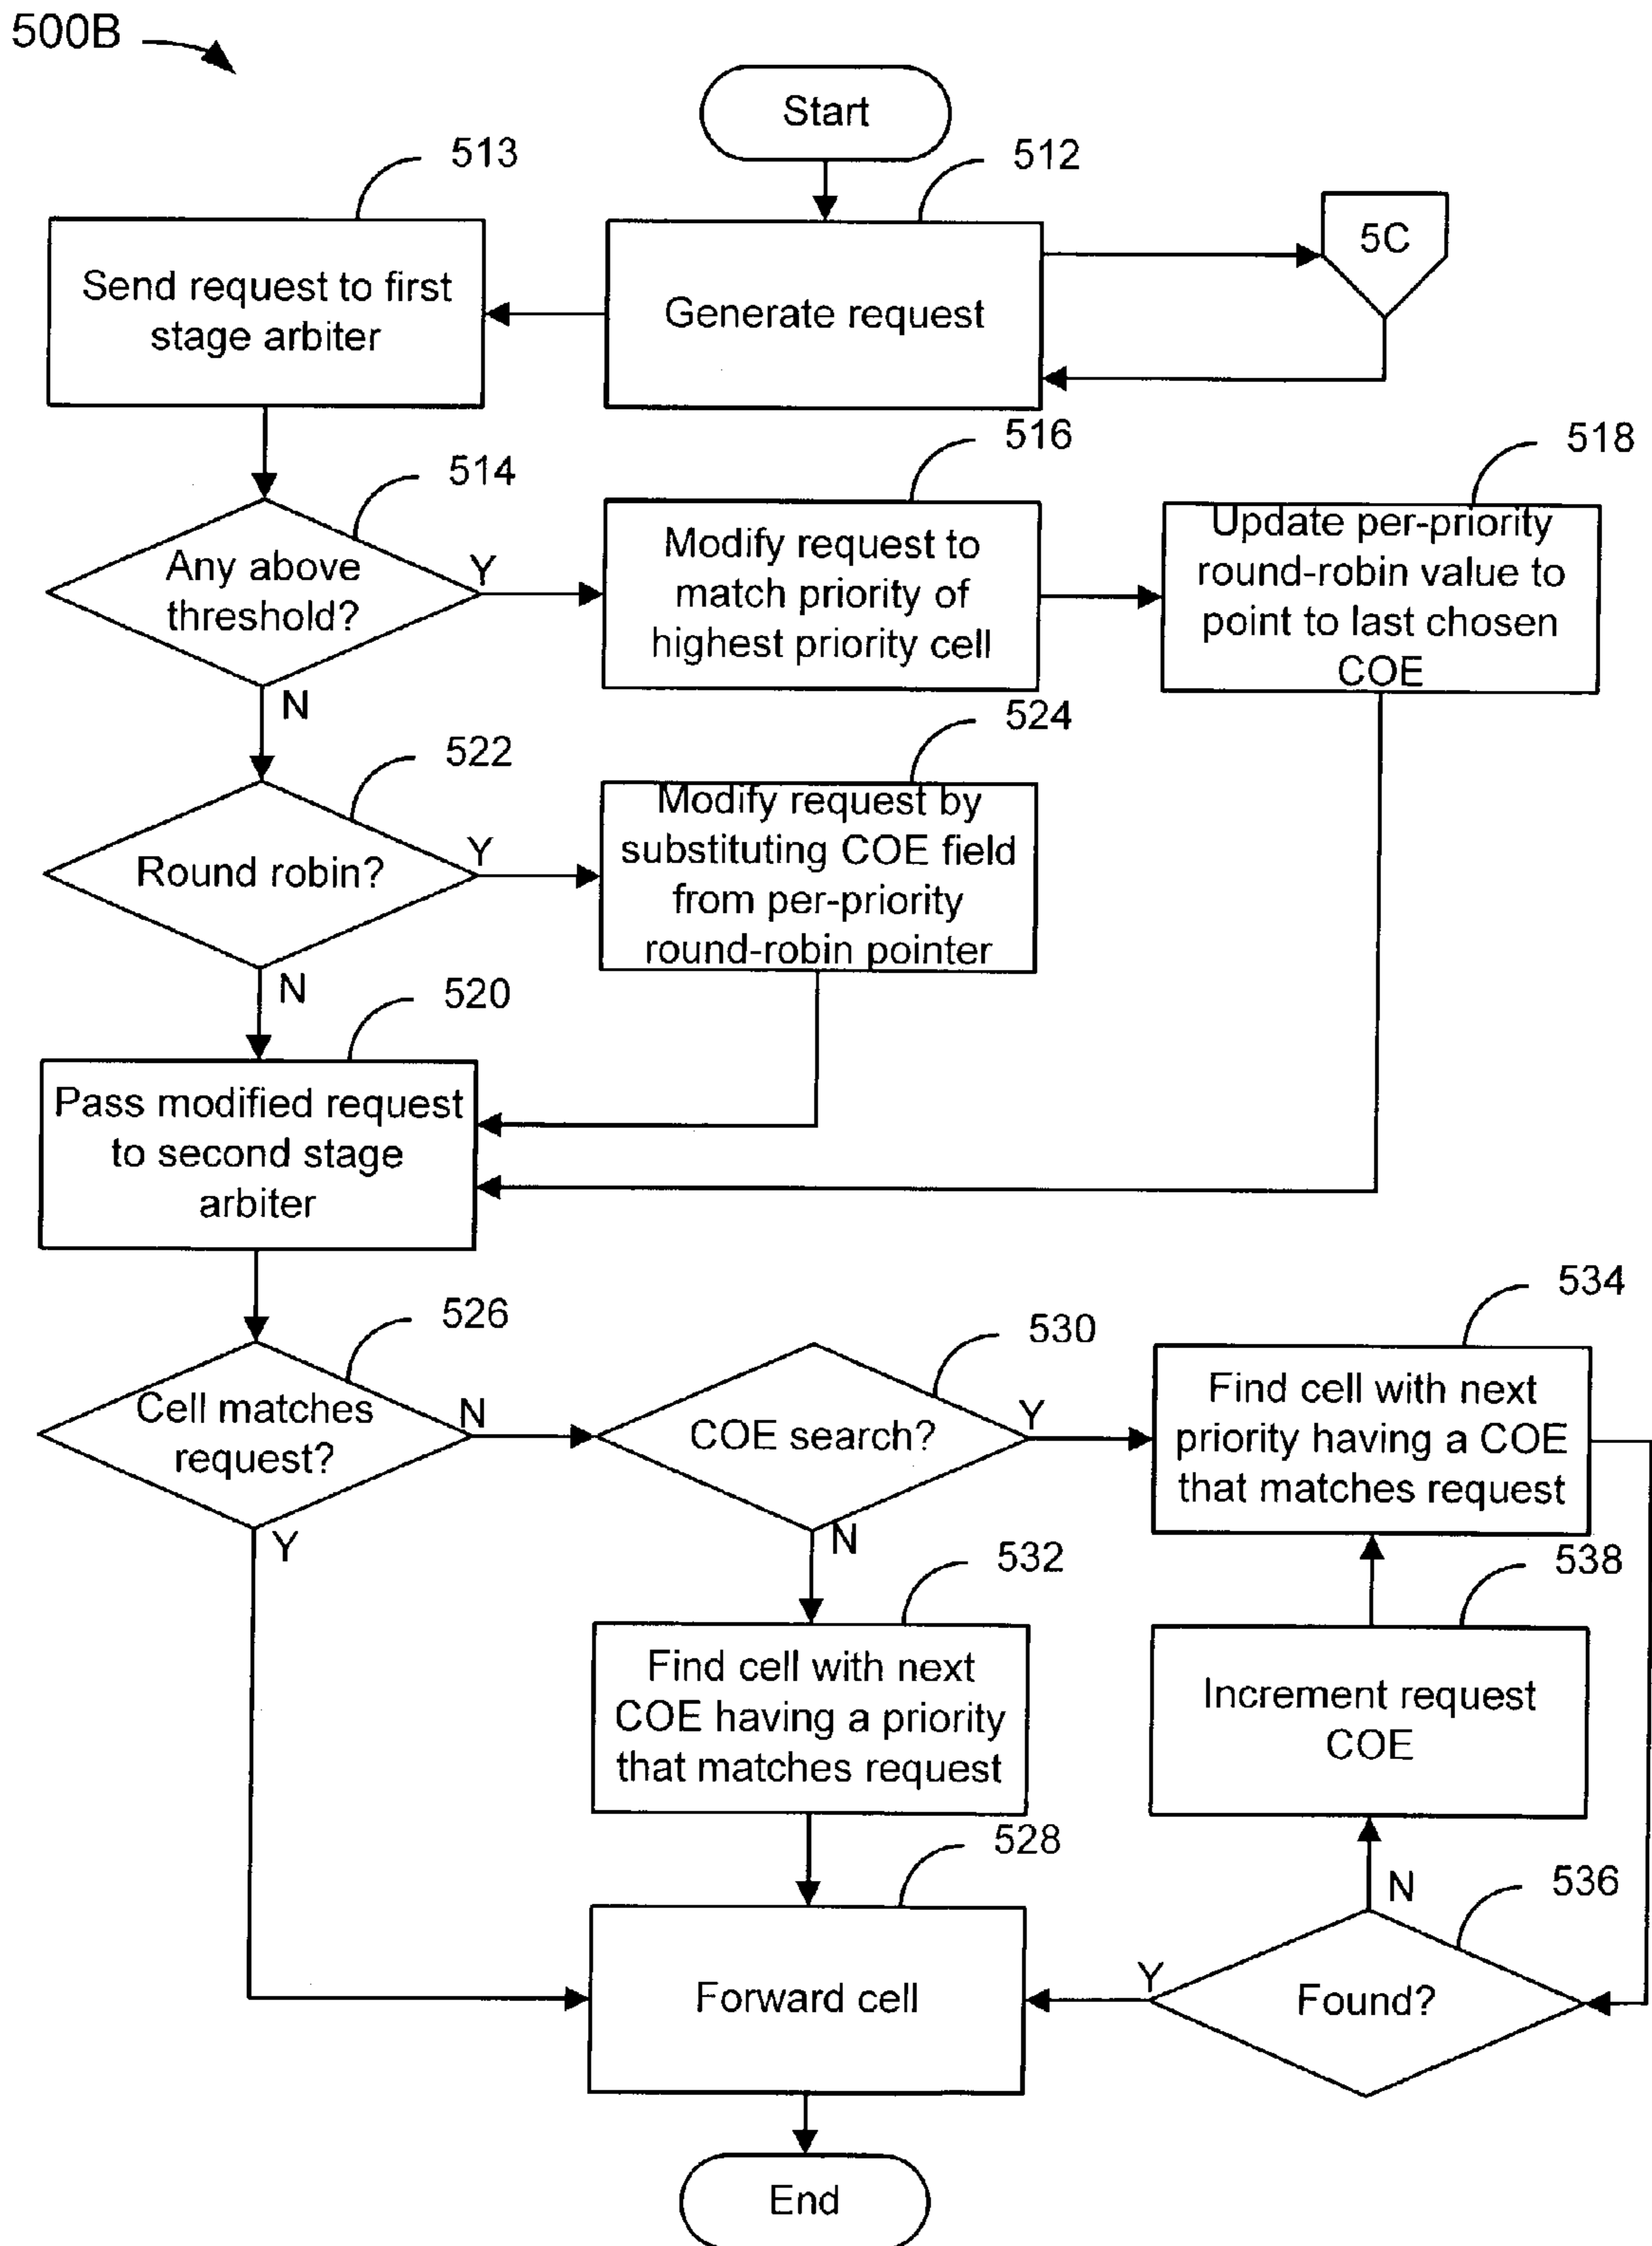 500B
Start
513
512
5C
Send request to first
stage arbiter
Generate request
514
516
518
Any above
threshold?
Y
N
Modify request to
match priority of
highest priority cell
Update per-priority
round-robin value to
point to last chosen
COE
522
524
Round robin?
Y
N
Modify request by
substituting COE field
from per-priority
round-robin pointer
520
Pass modified request
to second stage
arbiter
526
530
534
Cell matches
request?
N
Y
COE search?
Y
N
Find cell with next
priority having a COE
that matches request
532
538
Find cell with next
COE having a priority
that matches request
Increment request
COE
528
536
Forward cell
Y
N
Found?
End